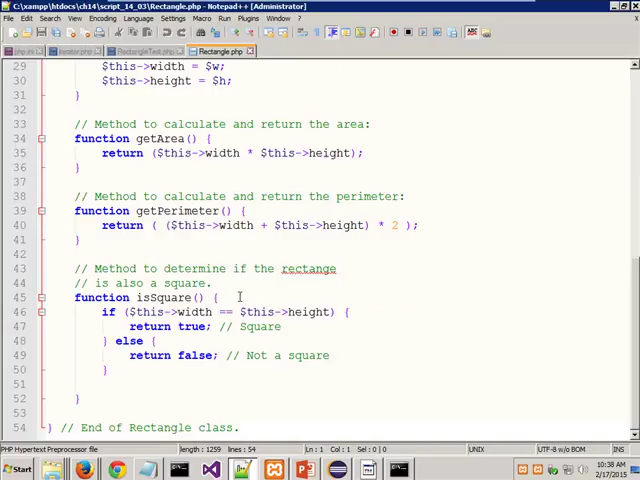 C:\xampp\htdocs\ch14\script_14_03\Rectangle.php - Notepad++ [Administrator]
File Edit Search View Encoding Language Settings Macro Run Plugins Window ? X
php.ini iterator.php RectangleTest.php Rectangle.php
29 $this->width = $w;
30 $this->height = $h;
31 }
32
33 // Method to calculate and return the area:
34 function getArea() {
35 return ($this->width * $this->height);
36 }
37
38 // Method to calculate and return the perimeter:
39 function getPerimeter() {
40 return ( ($this->width + $this->height) * 2 );
41 }
42
43 // Method to determine if the rectange
44 // is also a square.
45 function isSquare() {
46 if ($this->width == $this->height) {
47 return true; // Square
48 } else {
49 return false; // Not a square
50 }
51
52 }
53
54 } // End of Rectangle class.
PHP Hypertext Preprocessor file length : 1259 lines : 54 Ln : 1 Col : 1 Sel : 0 | 0 UNIX UTF-8 w/o BOM INS
Start 10:38 AM
2/17/2015